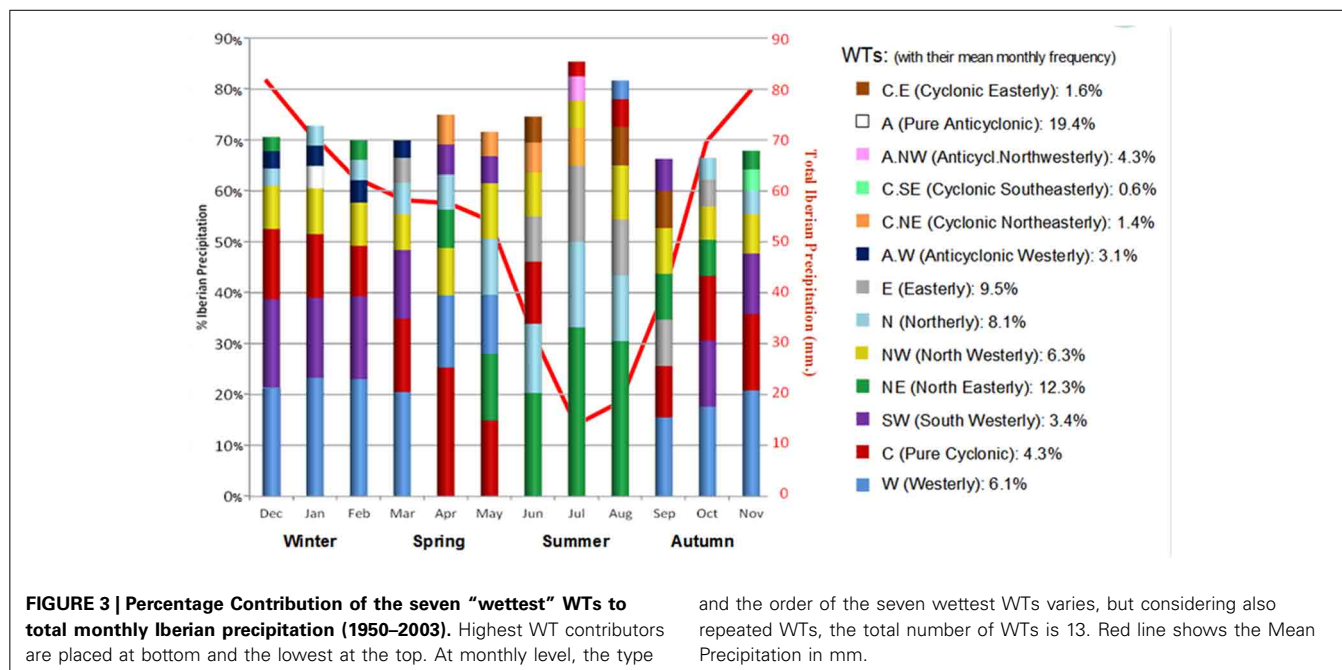 90%
80%
70%
60%
50%
40%
30%
20%
10%
0%
% Iberian Precipitation
90
80
70
60
50
40
30
20
10
0
Total Iberian Precipitation (mm.)
Dec Jan Feb Mar Apr May Jun Jul Aug Sep Oct Nov
Winter Spring Summer Autumn
WTs: (with their mean monthly frequency)
C.E (Cyclonic Easterly): 1.6%
A (Pure Anticyclonic): 19.4%
A.NW (Anticycl.Northwesterly): 4.3%
C.SE (Cyclonic Southeasterly): 0.6%
C.NE (Cyclonic Northeasterly): 1.4%
A.W (Anticyclonic Westerly): 3.1%
E (Easterly): 9.5%
N (Northerly): 8.1%
NW (North Westerly): 6.3%
NE (North Easterly): 12.3%
SW (South Westerly): 3.4%
C (Pure Cyclonic): 4.3%
W (Westerly): 6.1%
FIGURE 3 | Percentage Contribution of the seven “wettest” WTs to
total monthly Iberian precipitation (1950–2003). Highest WT contributors
are placed at bottom and the lowest at the top. At monthly level, the type
and the order of the seven wettest WTs varies, but considering also
repeated WTs, the total number of WTs is 13. Red line shows the Mean
Precipitation in mm.